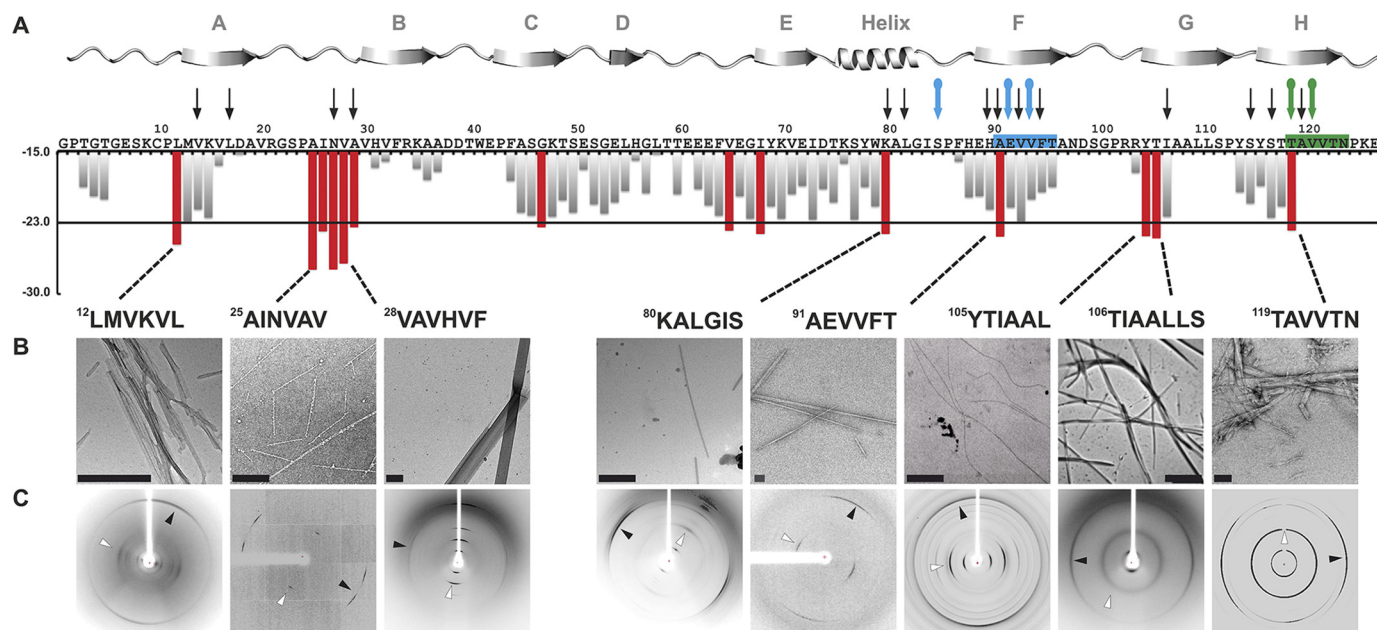 A
A B C D E Helix F G H
10 20 30 40 50 60 70 80 90 100 110 120
GPTGTGESKCPLMVKVLDAVRGSPAINVAVHVFRKAADDTWEPFASGKTSESGELHGLTTEEEFVEGIYKVEIDTKSYWKALGISPFHEHAEVVFTANDSGPRRYTIAALLSPYSYSTTAVVTNPKE
-15.0
-23.0
-30.0
¹²LMVKVL ²⁵AINVAV ²⁸VAVHVF ⁸⁰KALGIS ⁹¹AEVVFT ¹⁰⁵YTIAAL ¹⁰⁶TIAALLS ¹¹⁹TAVVTN
B
C